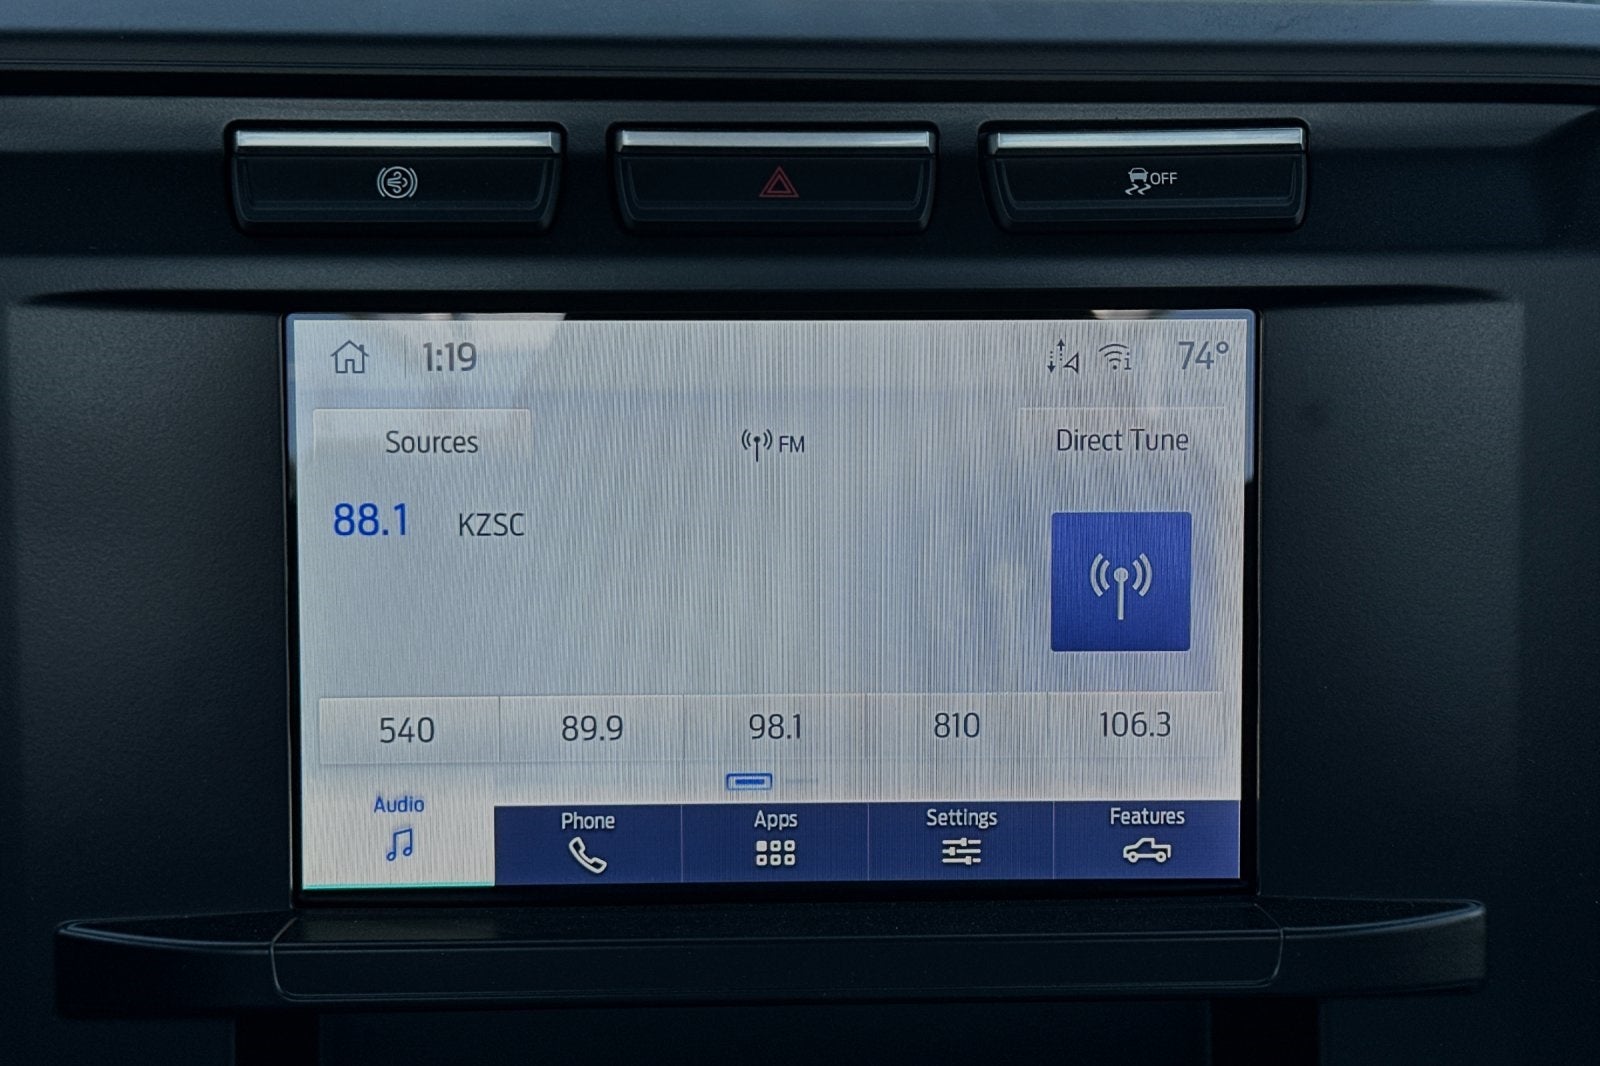 OFF
1:19
74°
Sources
FM
Direct Tune
88.1 KZSC
540 89.9 98.1 810 106.3
Audio Phone Apps Settings Features